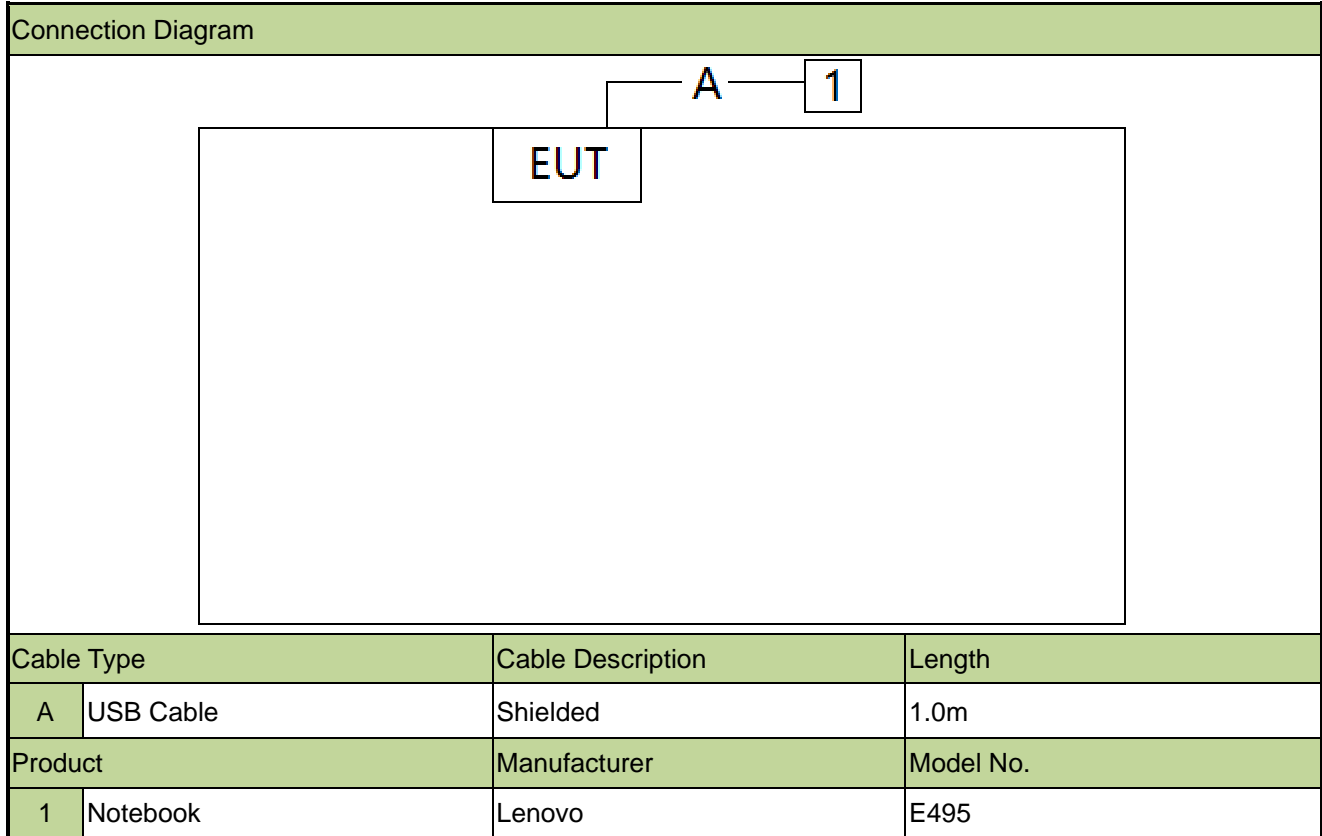 Connection Diagram
A 1
EUT
Cable Type Cable Description Length
A USB Cable Shielded 1.0m
Product Manufacturer Model No.
1 Notebook Lenovo E495